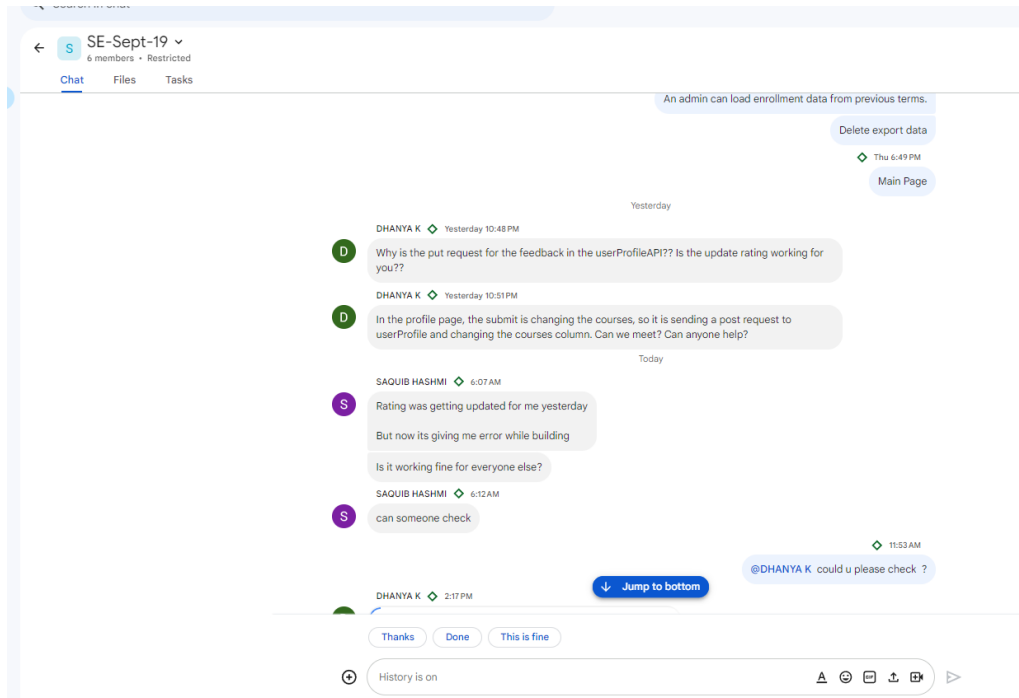 S
SE-Sept-19
6 members • Restricted
Chat Files Tasks
An admin can load enrollment data from previous terms.
Delete export data
Thu 6:49 PM
Main Page
Yesterday
DHANYA K Yesterday 10:48 PM
D
Why is the put request for the feedback in the userProfileAPI?? Is the update rating working for
you??
DHANYA K Yesterday 10:51 PM
D
In the profile page, the submit is changing the courses, so it is sending a post request to
userProfile and changing the courses column. Can we meet? Can anyone help?
Today
SAQUIB HASHMI 6:07 AM
S
Rating was getting updated for me yesterday
But now its giving me error while building
Is it working fine for everyone else?
SAQUIB HASHMI 6:12 AM
S
can someone check
11:53 AM
@DHANYA K could u please check ?
Jump to bottom
DHANYA K 2:17 PM
Thanks Done This is fine
History is on
A
GIF